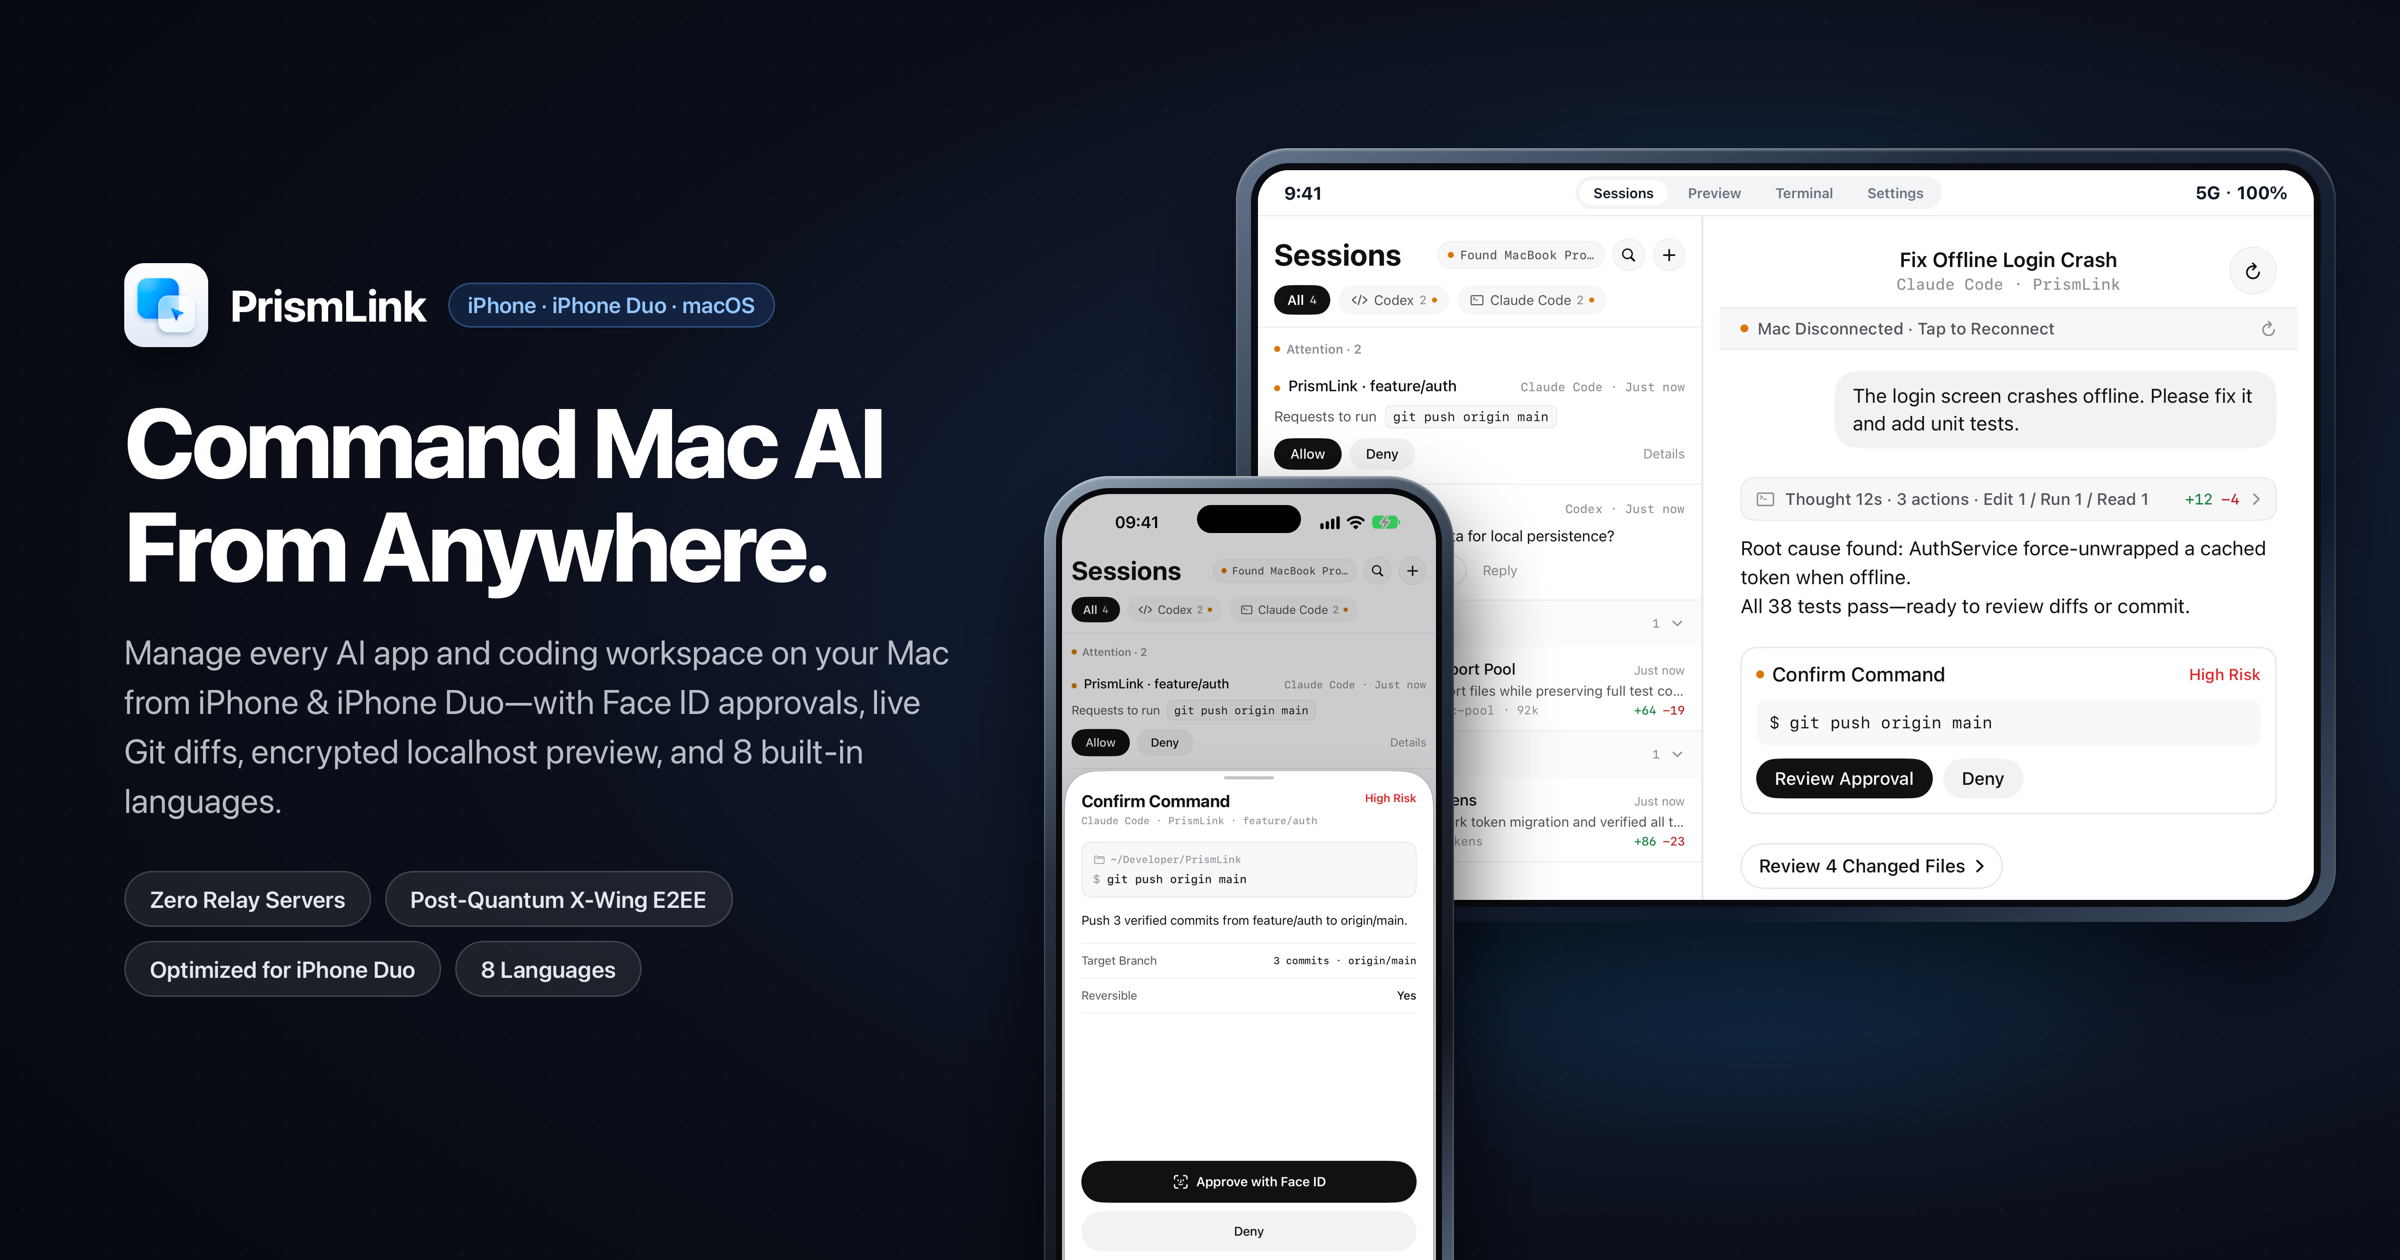 PrismLink
iPhone · iPhone Duo · macOS
Command Mac AI
From Anywhere.
Manage every AI app and coding workspace on your Mac
from iPhone & iPhone Duo—with Face ID approvals, live
Git diffs, encrypted localhost preview, and 8 built-in
languages.
Zero Relay Servers
Post-Quantum X-Wing E2EE
Optimized for iPhone Duo
8 Languages
09:41
Sessions
Found MacBook Pro…
All 4
</> Codex 2
Claude Code 2
Attention · 2
PrismLink · feature/auth
Claude Code · Just now
Requests to run git push origin main
Allow
Deny
Details
Confirm Command
High Risk
Claude Code · PrismLink · feature/auth
~/Developer/PrismLink
$ git push origin main
Push 3 verified commits from feature/auth to origin/main.
Target Branch
3 commits · origin/main
Reversible
Yes
Approve with Face ID
Deny
9:41
Sessions
Preview
Terminal
Settings
5G · 100%
Sessions
Found MacBook Pro…
All 4
</> Codex 2
Claude Code 2
Attention · 2
PrismLink · feature/auth
Claude Code · Just now
Requests to run git push origin main
Allow
Deny
Details
Codex · Just now
for local persistence?
Reply
1
port Pool
Just now
files while preserving full test co…
-pool · 92k
+64 −19
1
Just now
token migration and verified all t…
+86 −23
Fix Offline Login Crash
Claude Code · PrismLink
Mac Disconnected · Tap to Reconnect
The login screen crashes offline. Please fix it
and add unit tests.
Thought 12s · 3 actions · Edit 1 / Run 1 / Read 1
+12 −4
Root cause found: AuthService force-unwrapped a cached
token when offline.
All 38 tests pass—ready to review diffs or commit.
Confirm Command
High Risk
$ git push origin main
Review Approval
Deny
Review 4 Changed Files